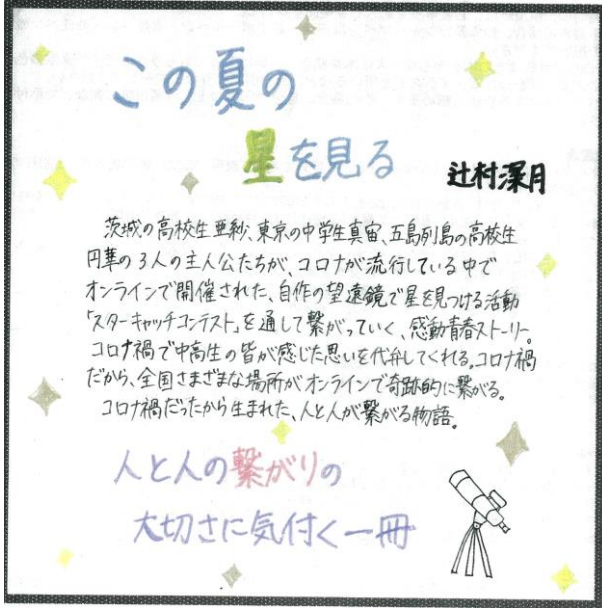 この夏の
星を見る
辻村深月
茨城の高校生亜紗、東京の中学生真宙、五島列島の高校生
円華の3人の主人公たちが、コロナが流行している中で
オンラインで開催された、自作の望遠鏡で星を見つける活動
「スターキャッチコンテスト」を通して繋がっていく、感動青春ストーリー。
コロナ禍で中高生の皆が感じた思いを代弁してくれる。コロナ禍
だから、全国さまざまな場所がオンラインで奇跡的に繋がる。
コロナ禍だったから生まれた、人と人が繋がる物語。
人と人の繋がりの
大切さに気付く一冊